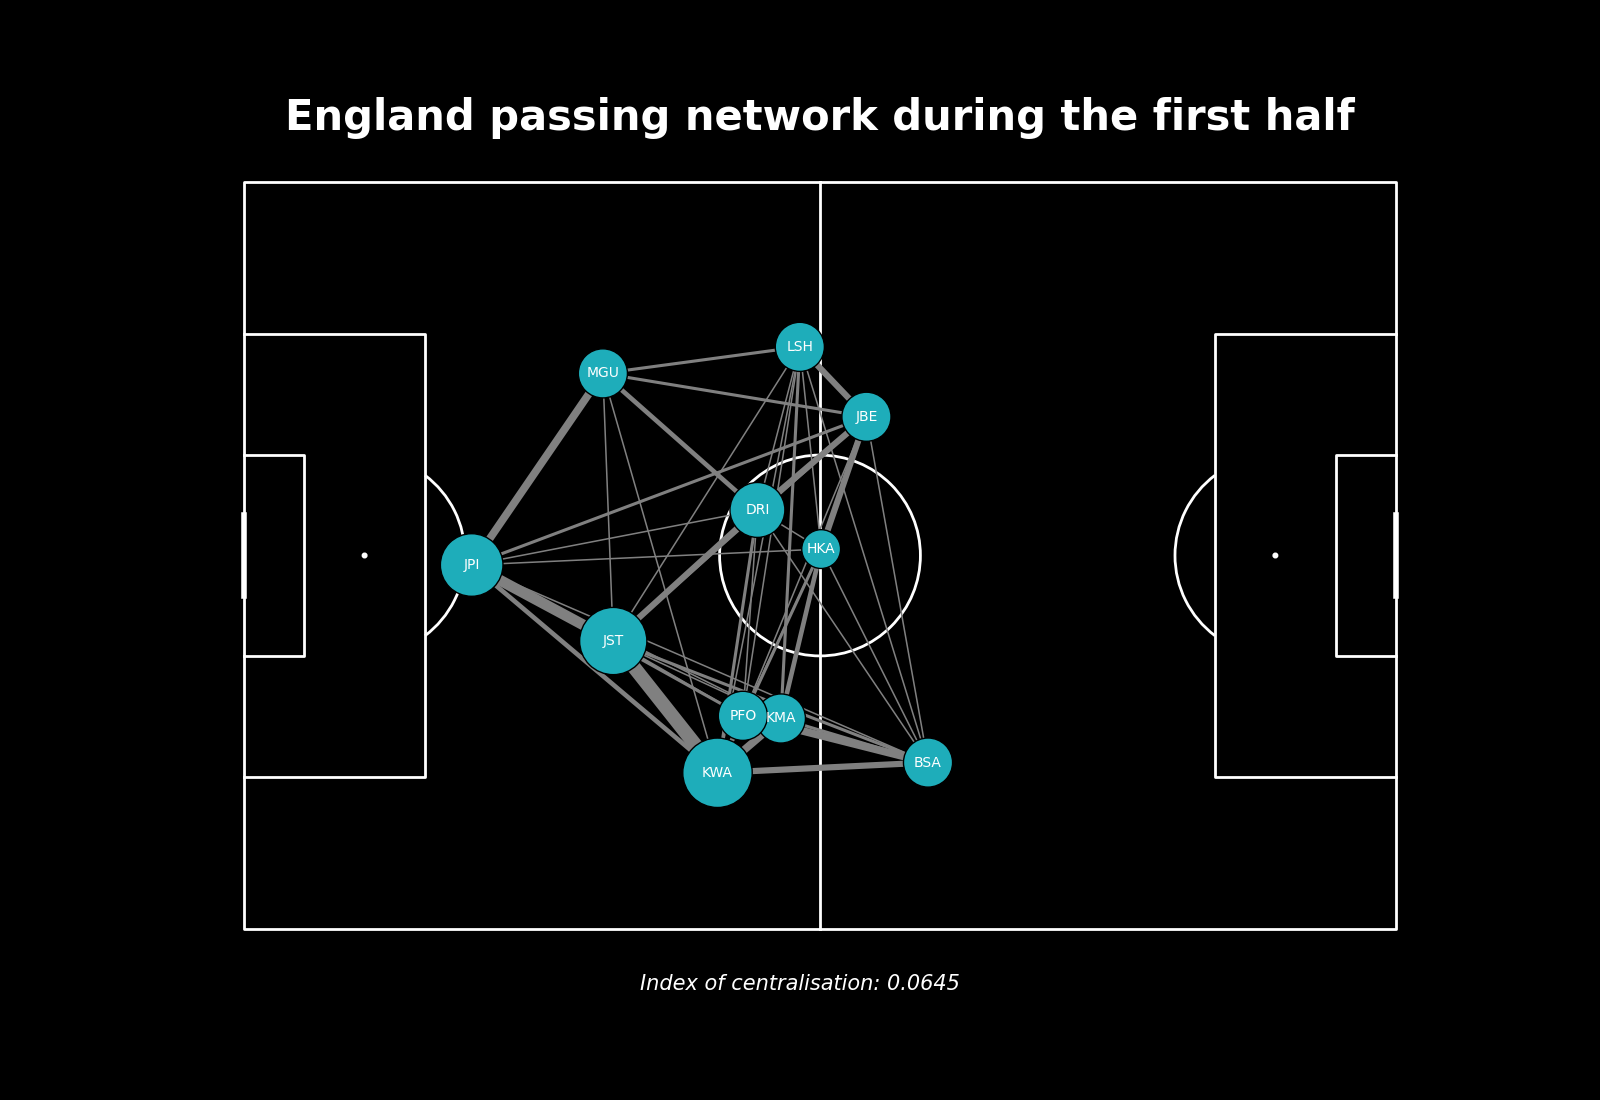 England passing network during the first half
LSH
MGU
JBE
DRI
HKA
JPI
JST
PFO
KMA
BSA
KWA
Index of centralisation: 0.0645